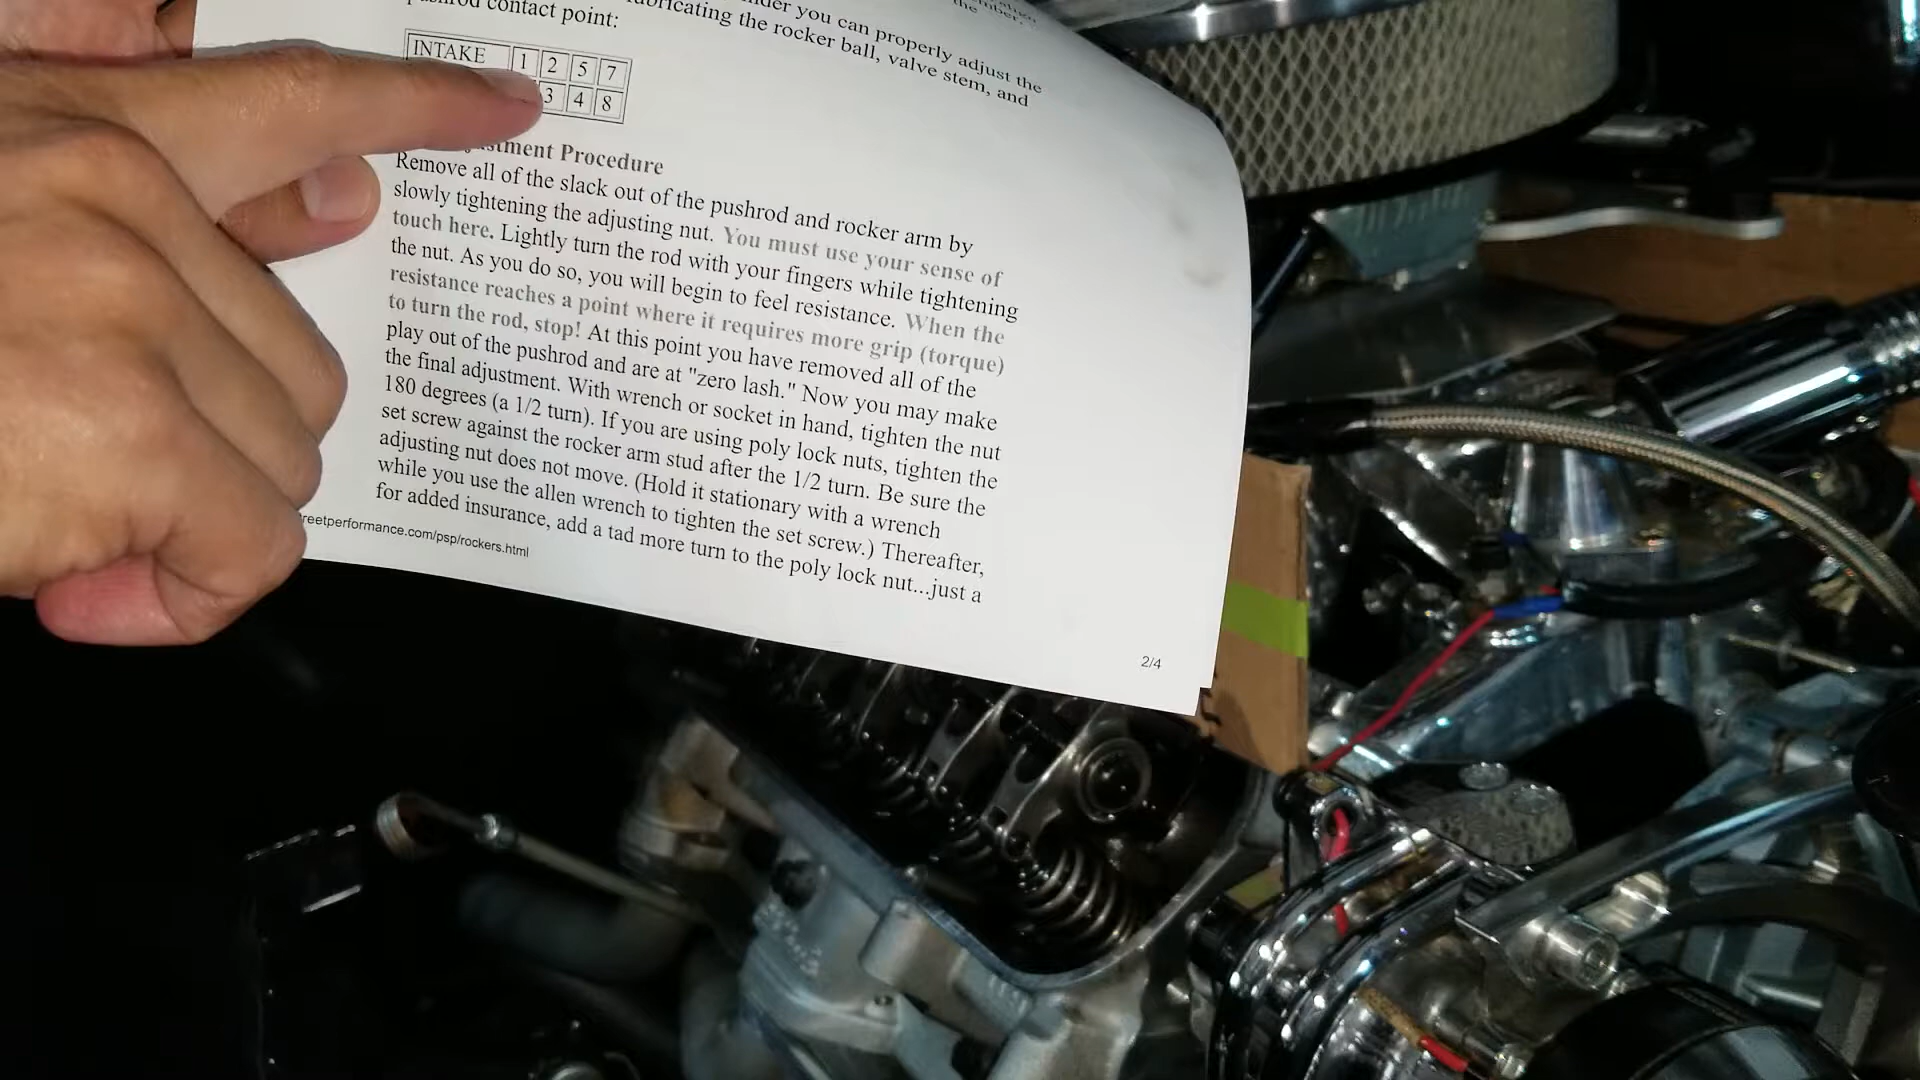 the
mber.
der you can properly adjust the
bricating the rocker ball, valve stem, and
pushrod contact point:
INTAKE 1 2 5 7
3 4 8
stment Procedure
Remove all of the slack out of the pushrod and rocker arm by
slowly tightening the adjusting nut. You must use your sense of
touch here. Lightly turn the rod with your fingers while tightening
the nut. As you do so, you will begin to feel resistance. When the
resistance reaches a point where it requires more grip (torque)
to turn the rod, stop! At this point you have removed all of the
play out of the pushrod and are at "zero lash." Now you may make
the final adjustment. With wrench or socket in hand, tighten the nut
180 degrees (a 1/2 turn). If you are using poly lock nuts, tighten the
set screw against the rocker arm stud after the 1/2 turn. Be sure the
adjusting nut does not move. (Hold it stationary with a wrench
while you use the allen wrench to tighten the set screw.) Thereafter,
for added insurance, add a tad more turn to the poly lock nut...just a
reetperformance.com/psp/rockers.html
2/4